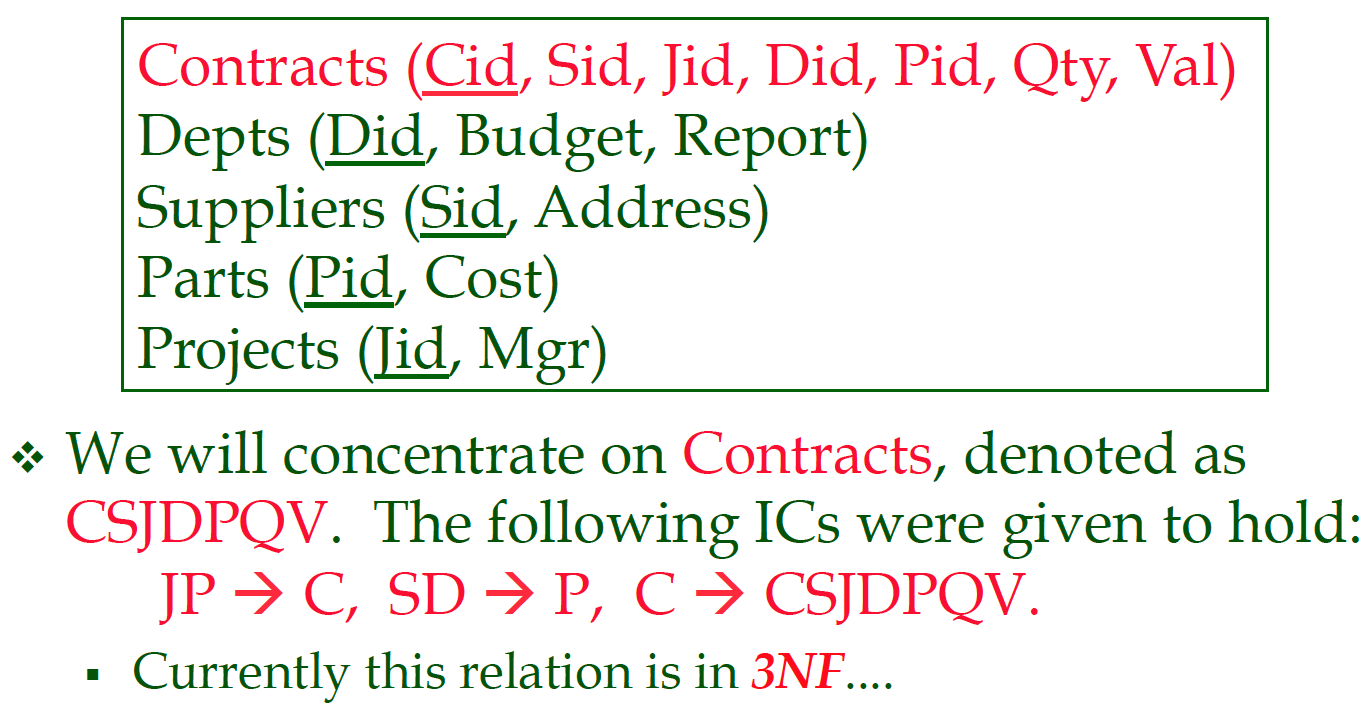 Contracts (Cid, Sid, Jid, Did, Pid, Qty, Val)
Depts (Did, Budget, Report)
Suppliers (Sid, Address)
Parts (Pid, Cost)
Projects (Jid, Mgr)
❖ We will concentrate on Contracts, denoted as
CSJDPQV. The following ICs were given to hold:
JP → C, SD → P, C → CSJDPQV.
▪ Currently this relation is in 3NF....